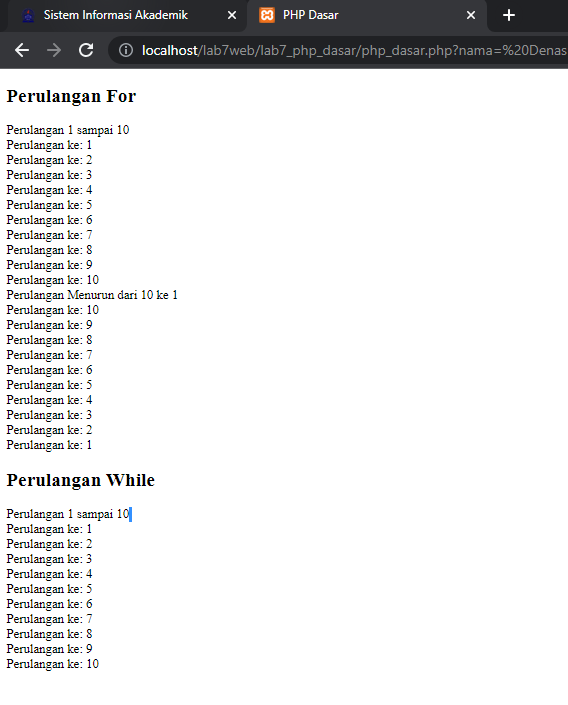 Sistem Informasi Akademik
PHP Dasar
localhost/lab7web/lab7_php_dasar/php_dasar.php?nama=%20Denas
Perulangan For
Perulangan 1 sampai 10
Perulangan ke: 1
Perulangan ke: 2
Perulangan ke: 3
Perulangan ke: 4
Perulangan ke: 5
Perulangan ke: 6
Perulangan ke: 7
Perulangan ke: 8
Perulangan ke: 9
Perulangan ke: 10
Perulangan Menurun dari 10 ke 1
Perulangan ke: 10
Perulangan ke: 9
Perulangan ke: 8
Perulangan ke: 7
Perulangan ke: 6
Perulangan ke: 5
Perulangan ke: 4
Perulangan ke: 3
Perulangan ke: 2
Perulangan ke: 1
Perulangan While
Perulangan 1 sampai 10
Perulangan ke: 1
Perulangan ke: 2
Perulangan ke: 3
Perulangan ke: 4
Perulangan ke: 5
Perulangan ke: 6
Perulangan ke: 7
Perulangan ke: 8
Perulangan ke: 9
Perulangan ke: 10